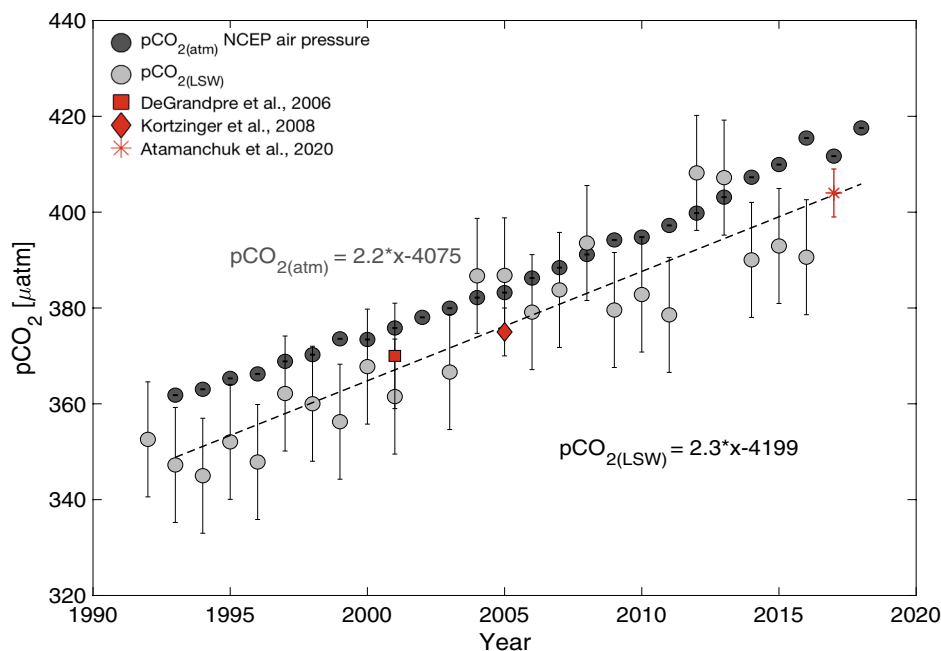 440
420
400
380
360
340
320
pCO2 [µatm]
pCO2(atm) NCEP air pressure
pCO2(LSW)
DeGrandpre et al., 2006
Kortzinger et al., 2008
Atamanchuk et al., 2020
pCO2(atm) = 2.2*x-4075
pCO2(LSW) = 2.3*x-4199
1990 1995 2000 2005 2010 2015 2020
Year